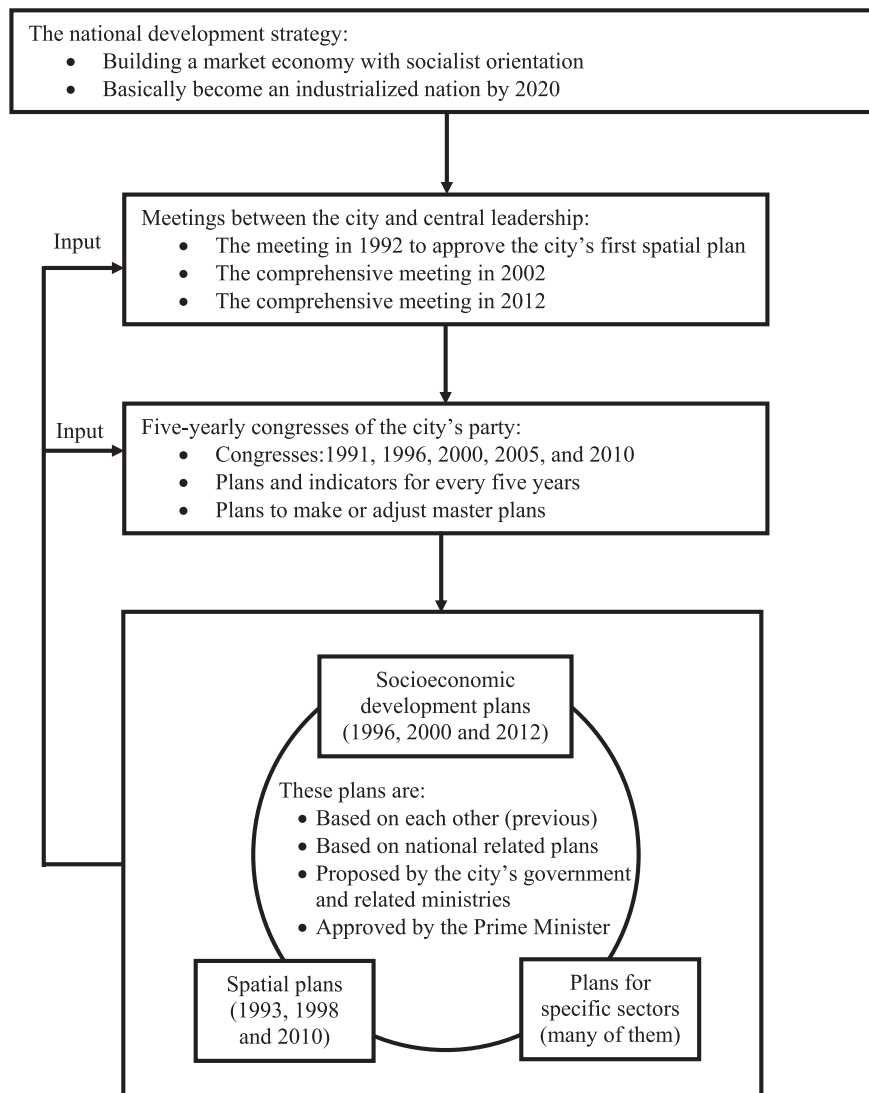 The national development strategy:
• Building a market economy with socialist orientation
• Basically become an industrialized nation by 2020
Input
Meetings between the city and central leadership:
• The meeting in 1992 to approve the city's first spatial plan
• The comprehensive meeting in 2002
• The comprehensive meeting in 2012
Input
Five-yearly congresses of the city's party:
• Congresses:1991, 1996, 2000, 2005, and 2010
• Plans and indicators for every five years
• Plans to make or adjust master plans
Socioeconomic
development plans
(1996, 2000 and 2012)
These plans are:
• Based on each other (previous)
• Based on national related plans
• Proposed by the city's government
and related ministries
• Approved by the Prime Minister
Spatial plans
(1993, 1998
and 2010)
Plans for
specific sectors
(many of them)